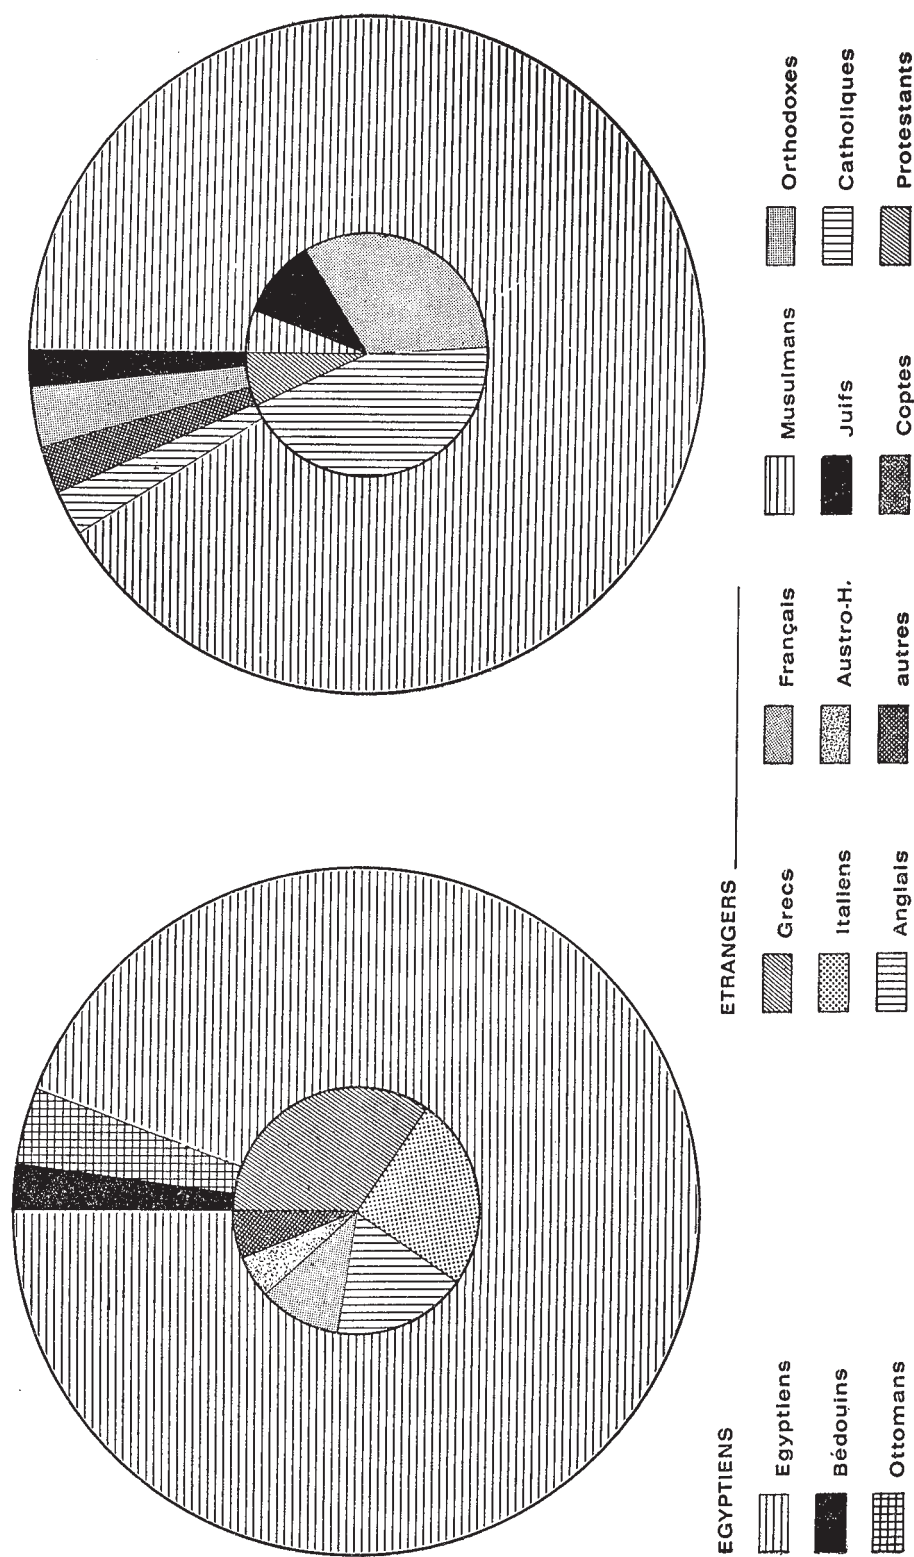 EGYPTIENS
Egyptiens
Bédouins
Ottomans
ETRANGERS
Grecs
Italiens
Anglais
Français
Austro-H.
autres
Musulmans
Juifs
Coptes
Orthodoxes
Catholiques
Protestants